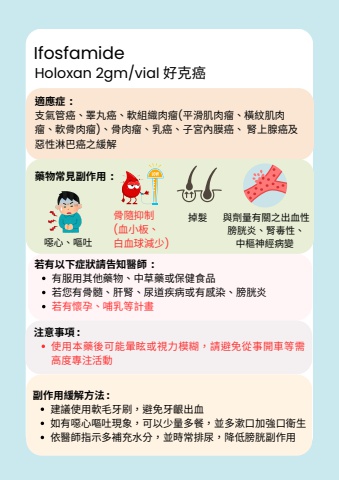 Ifosfamide
Holoxan 2gm/vial 好克癌
適應症：
支氣管癌、睪丸癌、軟組織肉瘤(平滑肌肉瘤、橫紋肌肉
瘤、軟骨肉瘤)、骨肉瘤、乳癌、子宮內膜癌、 腎上腺癌及
惡性淋巴癌之緩解
藥物常見副作用：
噁心、嘔吐
骨隨抑制
(血小板、
白血球減少)
掉髮
與劑量有關之出血性
膀胱炎、腎毒性、
中樞神經病變
若有以下症狀請告知醫師：
• 有服用其他藥物、中草藥或保健食品
• 若您有骨髓、肝腎、尿道疾病或有感染、膀胱炎
• 若有懷孕、哺乳等計畫
注意事項：
• 使用本藥後可能暈眩或視力模糊，請避免從事開車等需
高度專注活動
副作用緩解方法：
• 建議使用軟毛牙刷，避免牙齦出血
• 如有噁心嘔吐現象，可以少量多餐，並多漱口加強口衛生
• 依醫師指示多補充水分，並時常排尿，降低膀胱副作用